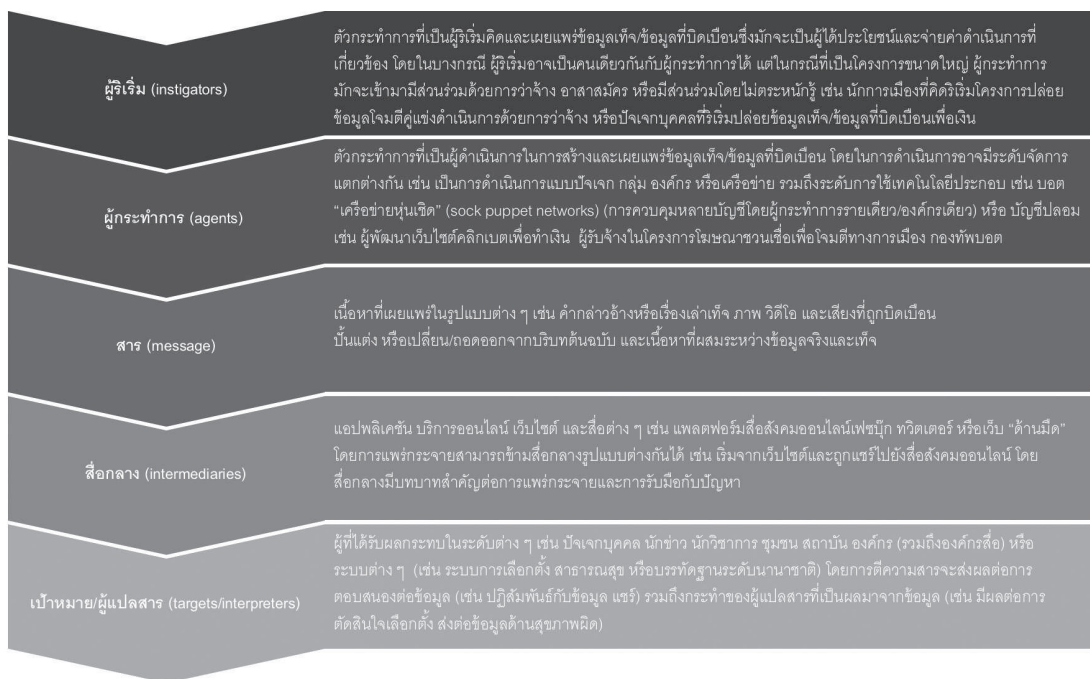 ผู้ริเริ่ม (instigators)
ตัวกระทำการที่เป็นผู้ริเริ่มคิดและเผยแพร่ข้อมูลเท็จ/ข้อมูลที่บิดเบือนซึ่งมักจะเป็นผู้ได้ประโยชน์และจ่ายค่าดำเนินการที่
เกี่ยวข้อง โดยในบางกรณี ผู้ริเริ่มอาจเป็นคนเดียวกันกับผู้กระทำการได้ แต่ในกรณีที่เป็นโครงการขนาดใหญ่ ผู้กระทำการ
มักจะเข้ามามีส่วนร่วมด้วยการว่าจ้าง อาสาสมัคร หรือมีส่วนร่วมโดยไม่ตระหนักรู้ เช่น นักการเมืองที่คิดริเริ่มโครงการปล่อย
ข้อมูลโจมตีคู่แข่งดำเนินการด้วยการว่าจ้าง หรือปัจเจกบุคคลที่ริเริ่มปล่อยข้อมูลเท็จ/ข้อมูลที่บิดเบือนเพื่อเงิน
ผู้กระทำการ (agents)
ตัวกระทำการที่เป็นผู้ดำเนินการในการสร้างและเผยแพร่ข้อมูลเท็จ/ข้อมูลที่บิดเบือน โดยในการดำเนินการอาจมีระดับจัดการ
แตกต่างกัน เช่น เป็นการดำเนินการแบบปัจเจก กลุ่ม องค์กร หรือเครือข่าย รวมถึงระดับการใช้เทคโนโลยีประกอบ เช่น บอต
“เครือข่ายหุ่นเชิด” (sock puppet networks) (การควบคุมหลายบัญชีโดยผู้กระทำการรายเดียว/องค์กรเดียว) หรือ บัญชีปลอม
เช่น ผู้พัฒนาเว็บไซต์คลิกเบตเพื่อทำเงิน ผู้รับจ้างในโครงการโฆษณาชวนเชื่อเพื่อโจมตีทางการเมือง กองทัพบอต
สาร (message)
เนื้อหาที่เผยแพร่ในรูปแบบต่าง ๆ เช่น คำกล่าวอ้างหรือเรื่องเล่าเท็จ ภาพ วิดีโอ และเสียงที่ถูกบิดเบือน
ปั้นแต่ง หรือเปลี่ยน/ถอดออกจากบริบทต้นฉบับ และเนื้อหาที่ผสมระหว่างข้อมูลจริงและเท็จ
สื่อกลาง (intermediaries)
แอปพลิเคชัน บริการออนไลน์ เว็บไซต์ และสื่อต่าง ๆ เช่น แพลตฟอร์มสื่อสังคมออนไลน์เฟซบุ๊ก ทวิตเตอร์ หรือเว็บ “ด้านมืด”
โดยการแพร่กระจายสามารถข้ามสื่อกลางรูปแบบต่างกันได้ เช่น เริ่มจากเว็บไซต์และถูกแชร์ไปยังสื่อสังคมออนไลน์ โดย
สื่อกลางมีบทบาทสำคัญต่อการแพร่กระจายและการรับมือกับปัญหา
เป้าหมาย/ผู้แปลสาร (targets/interpreters)
ผู้ที่ได้รับผลกระทบในระดับต่าง ๆ เช่น ปัจเจกบุคคล นักข่าว นักวิชาการ ชุมชน สถาบัน องค์กร (รวมถึงองค์กรสื่อ) หรือ
ระบบต่าง ๆ (เช่น ระบบการเลือกตั้ง สาธารณสุข หรือบรรทัดฐานระดับนานาชาติ) โดยการตีความสารจะส่งผลต่อการ
ตอบสนองต่อข้อมูล (เช่น ปฏิสัมพันธ์กับข้อมูล แชร์) รวมถึงกระทำของผู้แปลสารที่เป็นผลมาจากข้อมูล (เช่น มีผลต่อการ
ตัดสินใจเลือกตั้ง ส่งต่อข้อมูลด้านสุขภาพผิด)